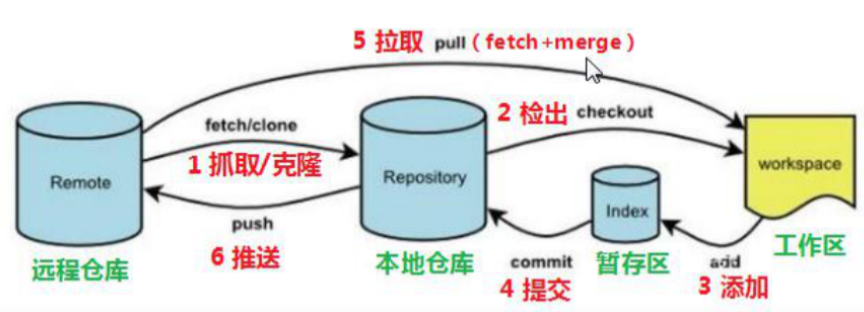 5 拉取 pull（fetch+merge）
fetch/clone
1 抓取/克隆
2 检出 checkout
Remote
Repository
workspace
Index
push
6 推送
远程仓库
本地仓库
commit
4 提交
暂存区
add
3 添加
工作区